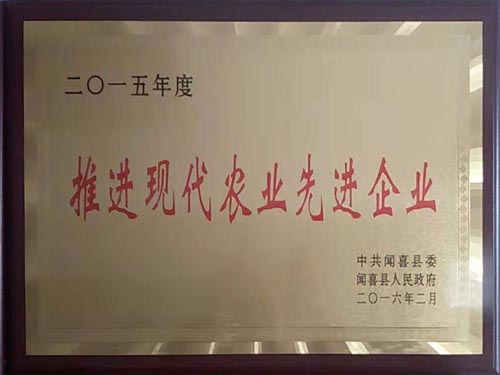 二〇一五年度
推进现代农业先进企业
中共闻喜县委
闻喜县人民政府
二〇一六年二月